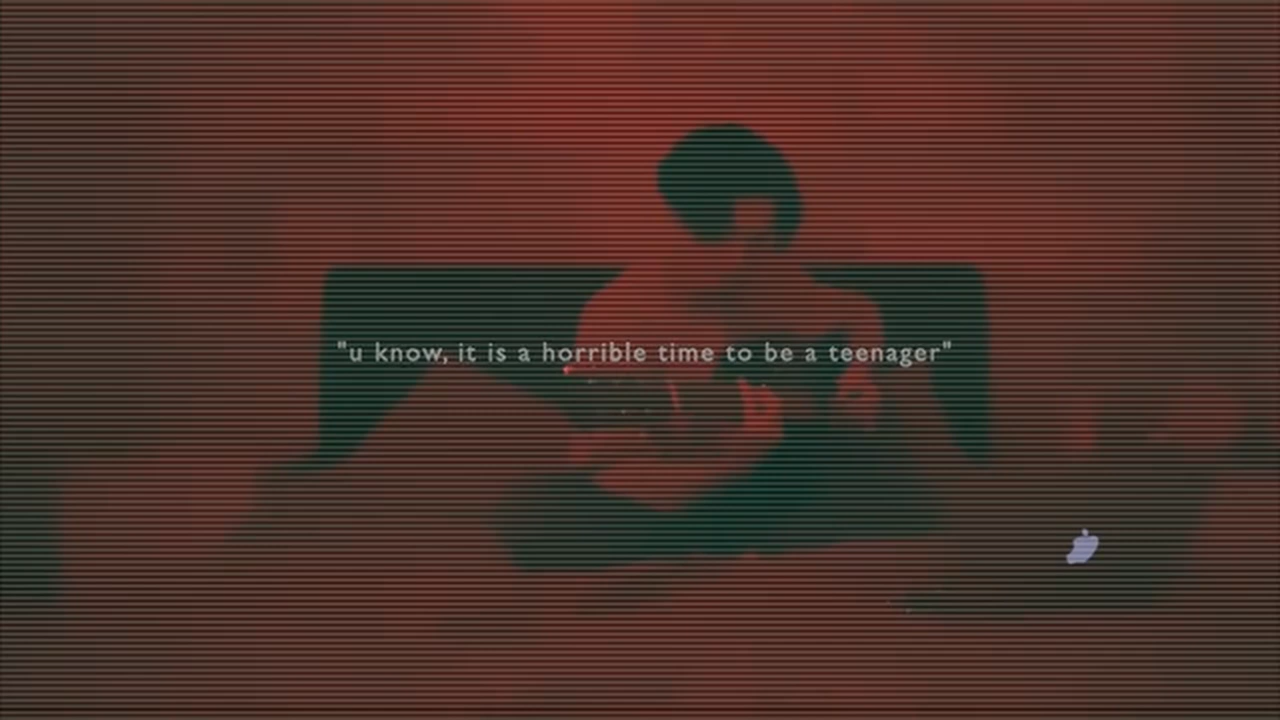 "u know, it is a horrible time to be a teenager"